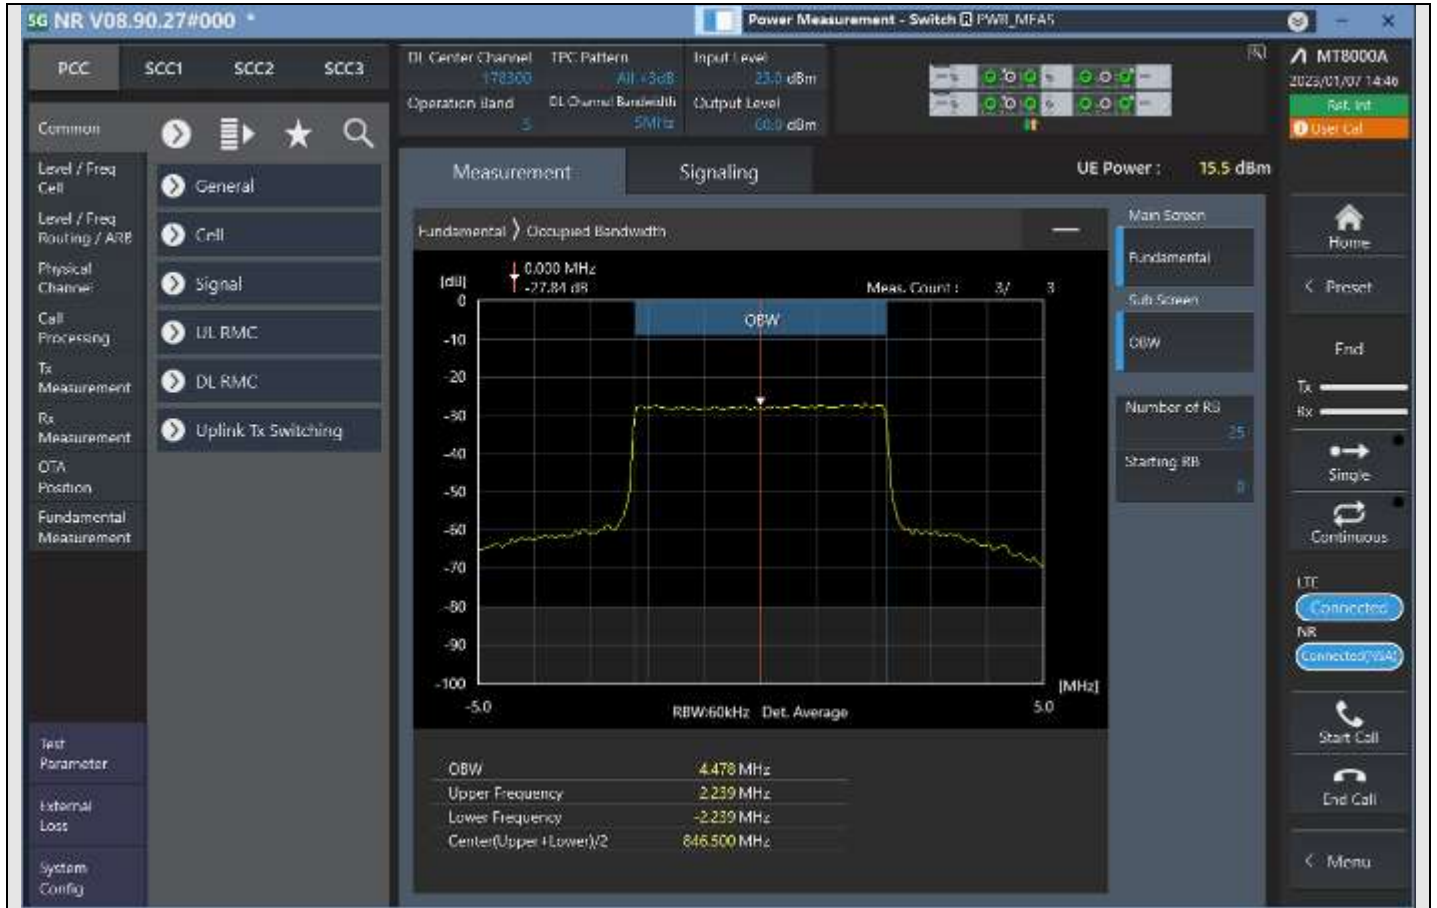 5G NR V08.90.27#000 *
Power Measurement - Switch PWR_MEAS
PCC SCC1 SCC2 SCC3
DL Center Channel TPC Pattern Input Level
178300 All +3dB 23.0 dBm
Operation Band DL Channel Bandwidth Output Level
5 5MHz dBm
MT8000A
2023/01/07 14:46
Ref. Int
User Cal
Common
Level / Freq
Cell
Level / Freq
Routing / ARB
Physical
Channel
Call
Processing
Tx
Measurement
Rx
Measurement
OTA
Position
Fundamental
Measurement
Test
Parameter
External
Loss
System
Config
General
Cell
Signal
UL RMC
DL RMC
Uplink Tx Switching
Measurement Signaling
UE Power : 15.5 dBm
Fundamental ❯ Occupied Bandwidth
[dB]
0.000 MHz
-27.84 dB
Meas. Count : 3/ 3
OBW
0
-10
-20
-30
-40
-50
-60
-70
-80
-90
-100
[MHz]
-5.0 5.0
RBW:60kHz Det. Average
OBW 4.478 MHz
Upper Frequency 2.239 MHz
Lower Frequency -2.239 MHz
Center(Upper+Lower)/2 846.500 MHz
Main Screen
Fundamental
Sub Screen
OBW
Number of RB
25
Starting RB
0
Home
< Preset
End
Tx
Rx
Single
Continuous
LTE
Connected
NR
Connected(NSA)
Start Call
End Call
< Menu